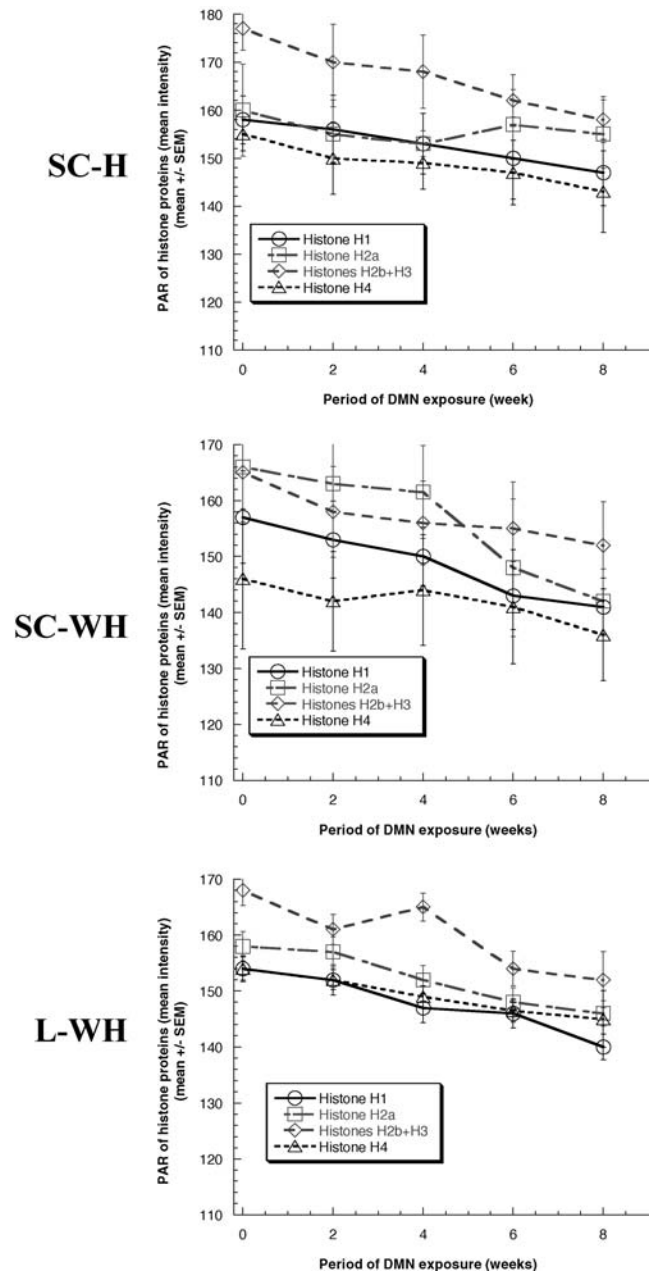 SC-H
PAR of histone proteins (mean intensity)
(mean +/- SEM)
180
170
160
150
140
130
120
110
Histone H1
Histone H2a
Histones H2b+H3
Histone H4
0 2 4 6 8
Period of DMN exposure (week)
SC-WH
PAR of histone proteins (mean intensity)
(mean +/- SEM)
170
160
150
140
130
120
110
Histone H1
Histone H2a
Histones H2b+H3
Histone H4
0 2 4 6 8
Period of DMN exposure (weeks)
L-WH
PAR of histone proteins (mean intensity)
(mean +/- SEM)
170
160
150
140
130
120
110
Histone H1
Histone H2a
Histones H2b+H3
Histone H4
0 2 4 6 8
Period of DMN exposure (weeks)